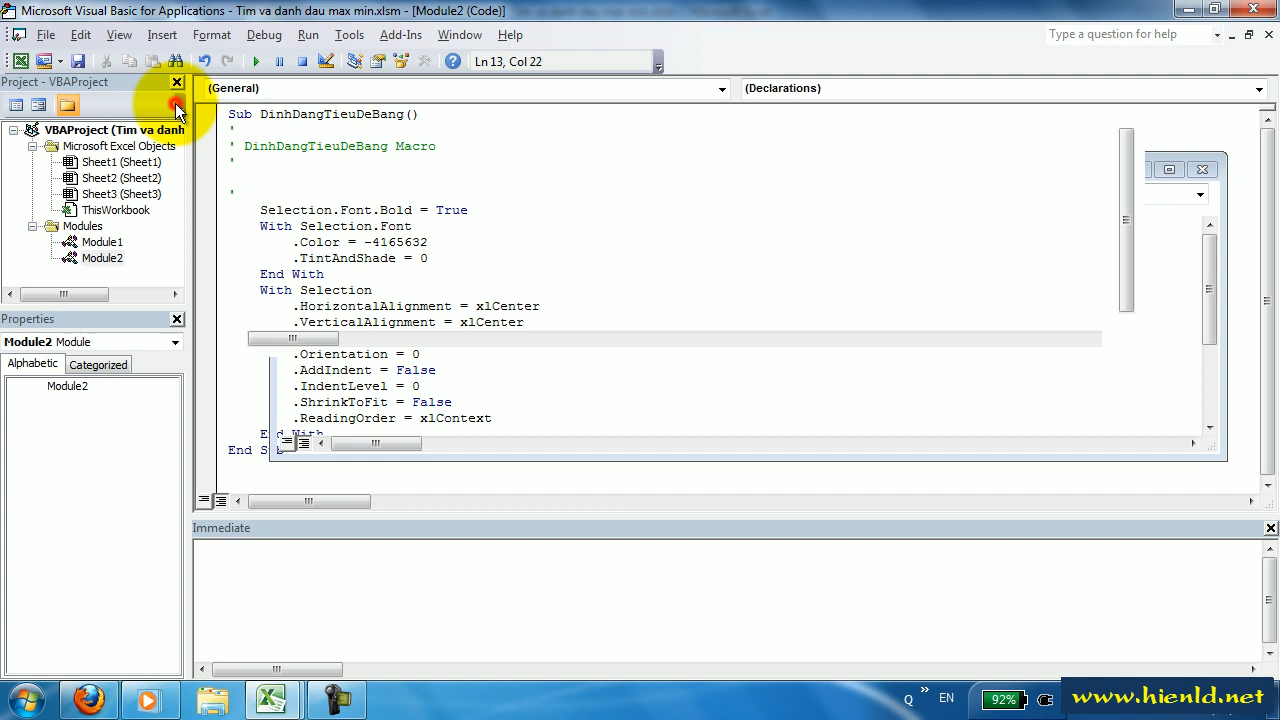 Microsoft Visual Basic for Applications - Tim va danh dau max min.xlsm - [Module2 (Code)]
File Edit View Insert Format Debug Run Tools Add-Ins Window Help
Type a question for help
Ln 13, Col 22
Project - VBAProject
(General)
(Declarations)
VBAProject (Tim va danh
Microsoft Excel Objects
Sheet1 (Sheet1)
Sheet2 (Sheet2)
Sheet3 (Sheet3)
ThisWorkbook
Modules
Module1
Module2
Properties
Module2 Module
Alphabetic Categorized
Module2
Sub DinhDangTieuDeBang()
'
' DinhDangTieuDeBang Macro
'
'
Selection.Font.Bold = True
With Selection.Font
.Color = -4165632
.TintAndShade = 0
End With
With Selection
.HorizontalAlignment = xlCenter
.VerticalAlignment = xlCenter
.Orientation = 0
.AddIndent = False
.IndentLevel = 0
.ShrinkToFit = False
.ReadingOrder = xlContext
End With
End Sub
Immediate
Q » EN 92%
www.hienld.net